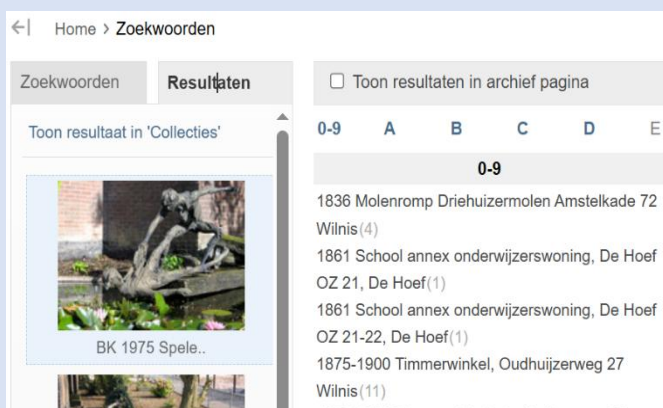 Home > Zoekwoorden
Zoekwoorden
Resultaten
Toon resultaat in 'Collecties'
BK 1975 Spele..
Toon resultaten in archief pagina
0-9 A B C D E
0-9
1836 Molenromp Driehuizermolen Amstelkade 72
Wilnis(4)
1861 School annex onderwijzerswoning, De Hoef
OZ 21, De Hoef(1)
1861 School annex onderwijzerswoning, De Hoef
OZ 21-22, De Hoef(1)
1875-1900 Timmerwinkel, Oudhuijzerweg 27
Wilnis(11)